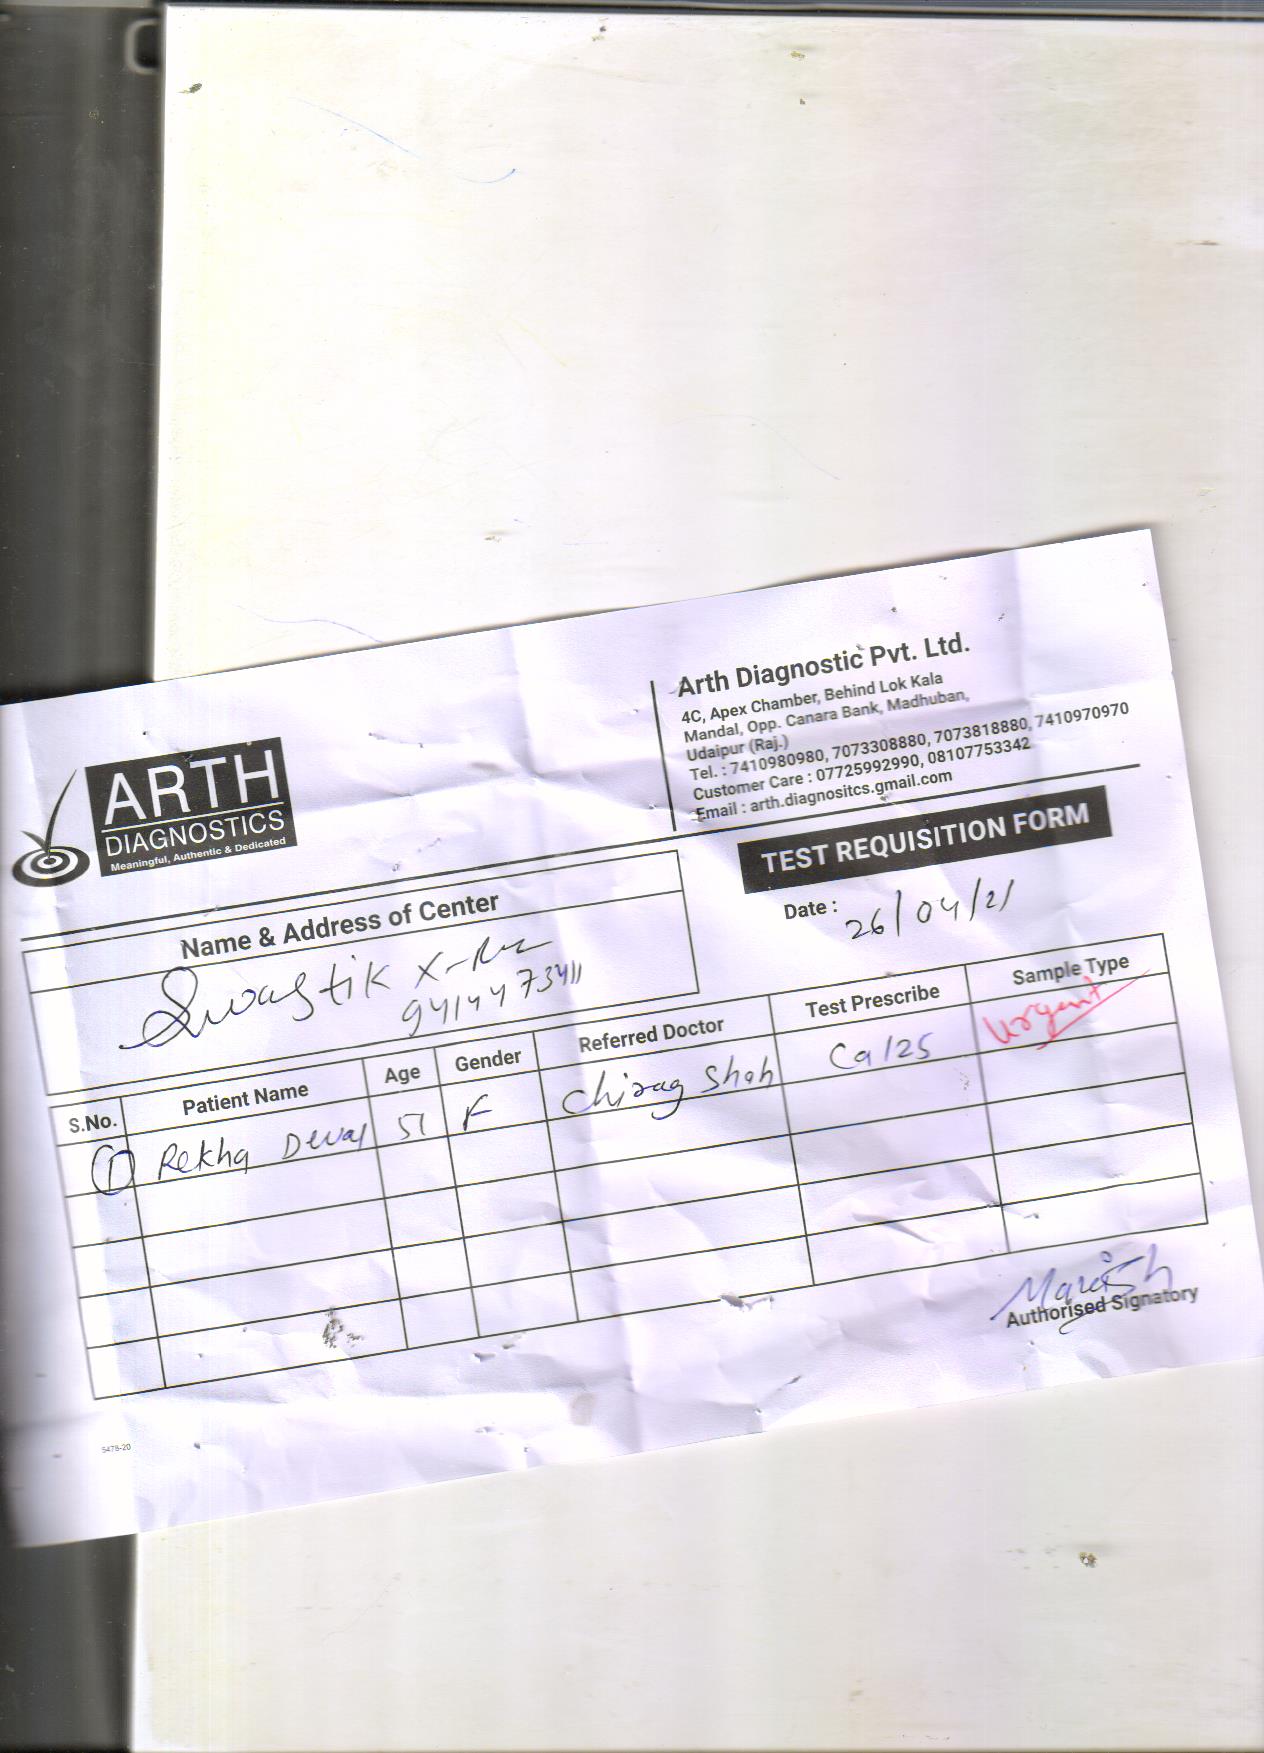 ARTH
DIAGNOSTICS
Meaningful, Authentic & Dedicated
Arth Diagnostic Pvt. Ltd.
4C, Apex Chamber, Behind Lok Kala
Mandal, Opp. Canara Bank, Madhuban,
Udaipur (Raj.)
Tel. : 7410980980, 7073308880, 7073818880, 7410970970
Customer Care : 07725992990, 08107753342
Email : arth.diagnositcs.gmail.com
TEST REQUISITION FORM
Date : 26/04/21
Name & Address of Center
Swastik X-Ray
9414473411
S.No. Patient Name Age Gender Referred Doctor Test Prescribe Sample Type
1 Rekha 51 F Chirag Shah Ca125 Urgent
Authorised Signatory
5478-20